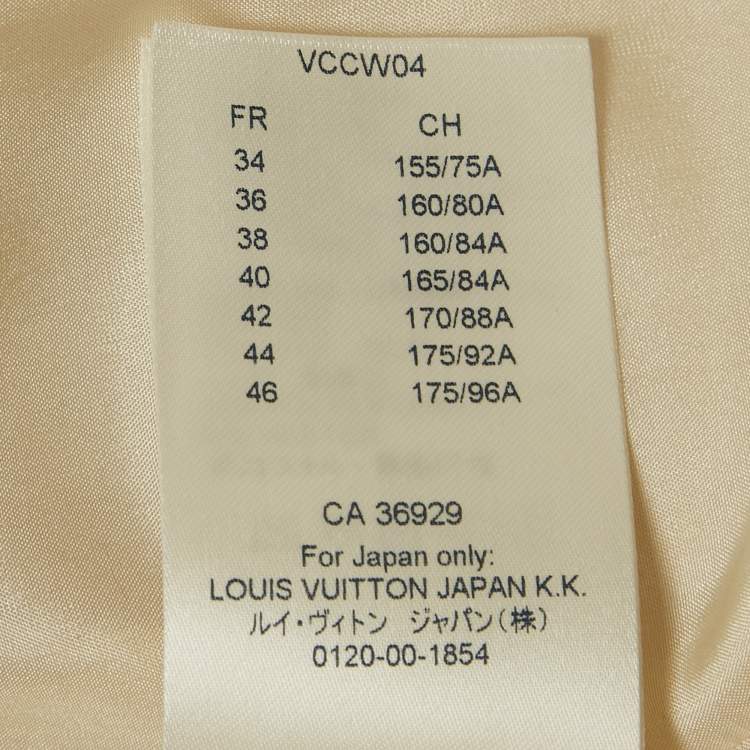 VCCW04
FR CH
34 155/75A
36 160/80A
38 160/84A
40 165/84A
42 170/88A
44 175/92A
46 175/96A
CA 36929
For Japan only:
LOUIS VUITTON JAPAN K.K.
ルイ・ヴィトン ジャパン(株)
0120-00-1854